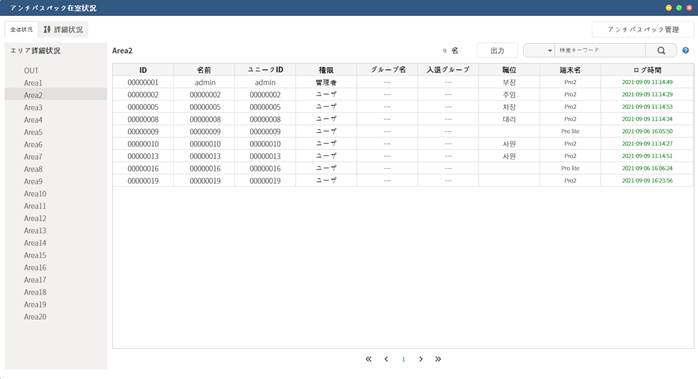 アンチパスバック在室状況
全体状況 詳細状況 アンチパスバック管理
エリア詳細状況
OUT
Area1
Area2
Area3
Area4
Area5
Area6
Area7
Area8
Area9
Area10
Area11
Area12
Area13
Area14
Area15
Area16
Area17
Area18
Area19
Area20
Area2 9 名 出力 検索キーワード
ID 名前 ユニークID 権限 グループ名 入退グループ 職位 端末名 ログ時間
00000001 admin admin 管理者 --- --- 부장 Pro2 2021-09-09 11:14:49
00000002 00000002 00000002 ユーザ --- --- 주임 Pro2 2021-09-09 11:14:29
00000005 00000005 00000005 ユーザ --- --- 차장 Pro2 2021-09-09 11:14:53
00000008 00000008 00000008 ユーザ --- --- 대리 Pro2 2021-09-09 11:14:34
00000009 00000009 00000009 ユーザ --- --- Pro lite 2021-09-06 16:05:50
00000010 00000010 00000010 ユーザ --- --- 사원 Pro2 2021-09-09 11:14:27
00000013 00000013 00000013 ユーザ --- --- 사원 Pro2 2021-09-09 11:14:51
00000016 00000016 00000016 ユーザ --- --- Pro lite 2021-09-06 16:06:24
00000019 00000019 00000019 ユーザ --- --- Pro2 2021-09-09 16:23:56
1